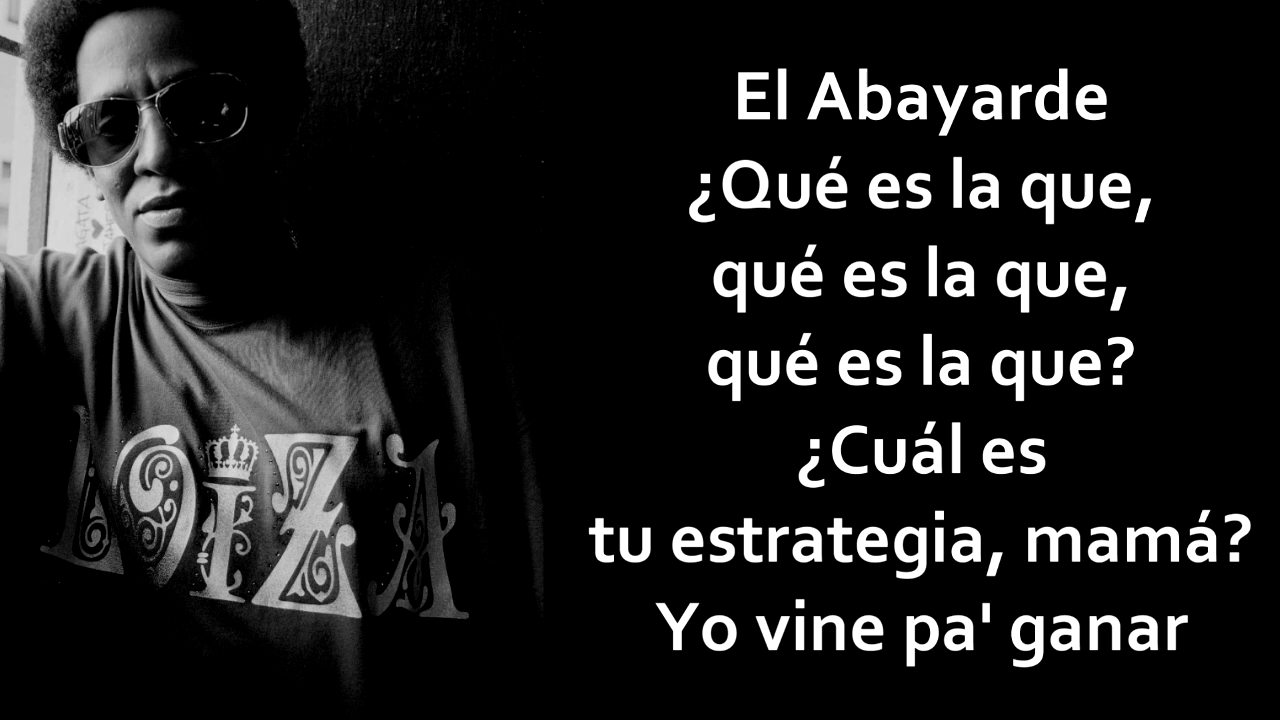 El Abayarde
¿Qué es la que,
qué es la que,
qué es la que?
¿Cuál es
tu estrategia, mamá?
Yo vine pa' ganar
LOIZA
AGATA